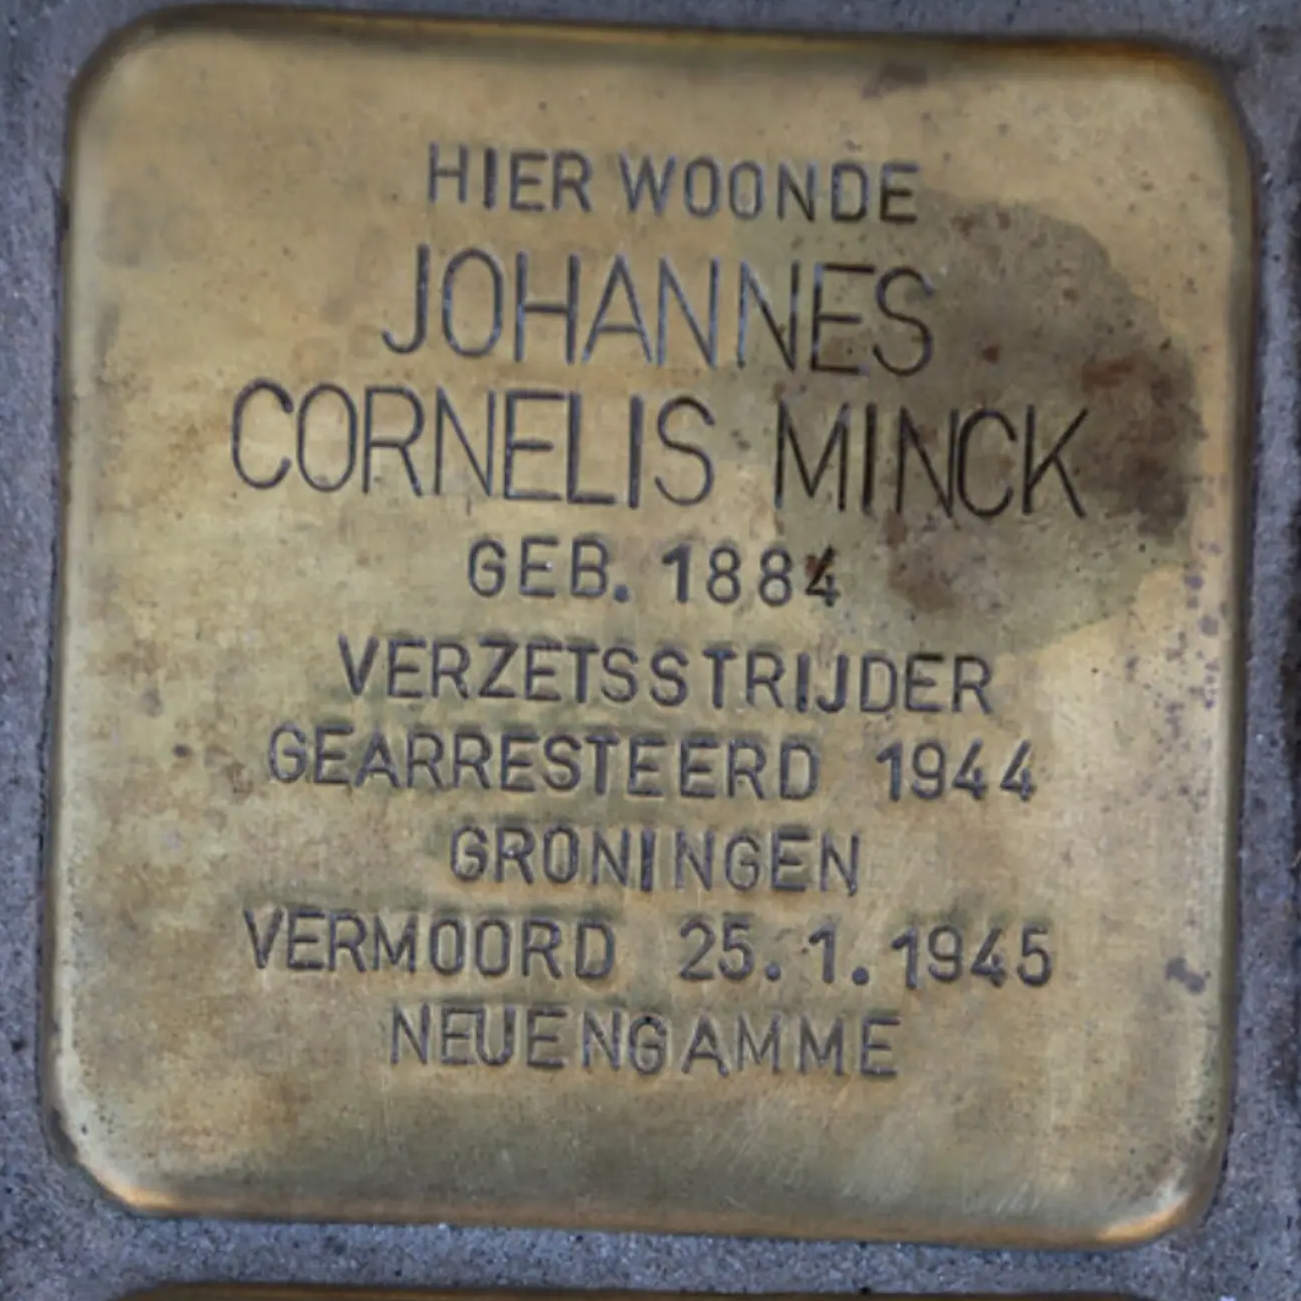 HIER WOONDE
JOHANNES
CORNELIS MINCK
GEB. 1884
VERZETSSTRIJDER
GEARRESTEERD 1944
GRONINGEN
VERMOORD 25.1.1945
NEUENGAMME